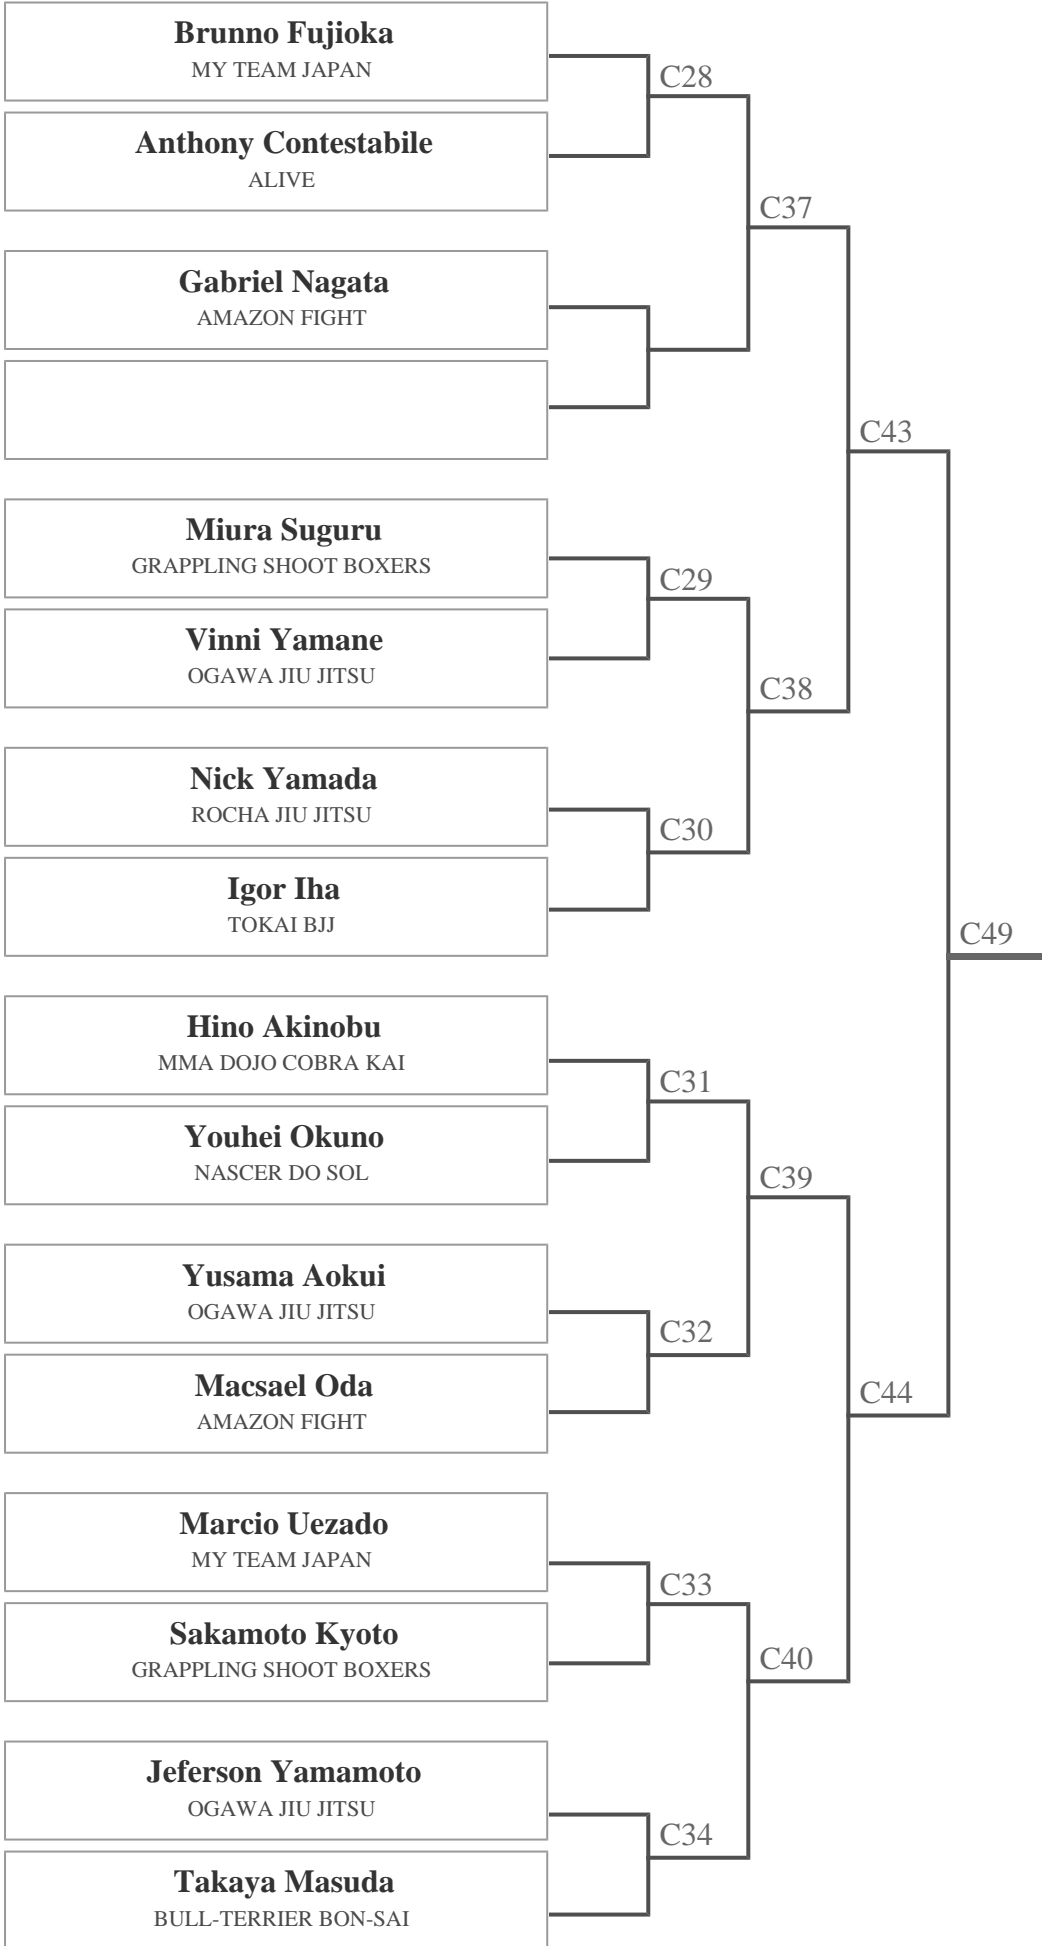 Brunno Fujioka
MY TEAM JAPAN
C28
Anthony Contestabile
ALIVE
C37
Gabriel Nagata
AMAZON FIGHT
C43
Miura Suguru
GRAPPLING SHOOT BOXERS
C29
Vinni Yamane
OGAWA JIU JITSU
C38
Nick Yamada
ROCHA JIU JITSU
C30
Igor Iha
TOKAI BJJ
C49
Hino Akinobu
MMA DOJO COBRA KAI
C31
Youhei Okuno
NASCER DO SOL
C39
Yusama Aokui
OGAWA JIU JITSU
C32
Macsael Oda
AMAZON FIGHT
C44
Marcio Uezado
MY TEAM JAPAN
C33
Sakamoto Kyoto
GRAPPLING SHOOT BOXERS
C40
Jeferson Yamamoto
OGAWA JIU JITSU
C34
Takaya Masuda
BULL-TERRIER BON-SAI